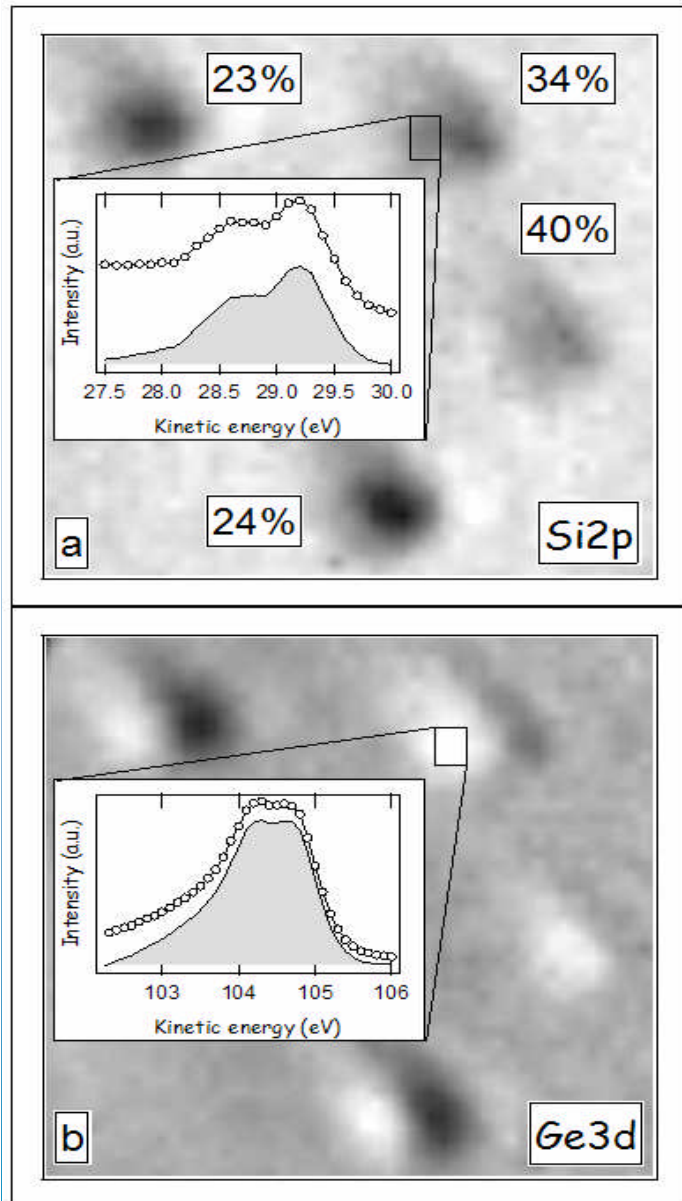 23%
34%
40%
24%
Intensity (a.u.)
27.5 28.0 28.5 29.0 29.5 30.0
Kinetic energy (eV)
a
Si2p
Intensity (a.u.)
103 104 105 106
Kinetic energy (eV)
b
Ge3d